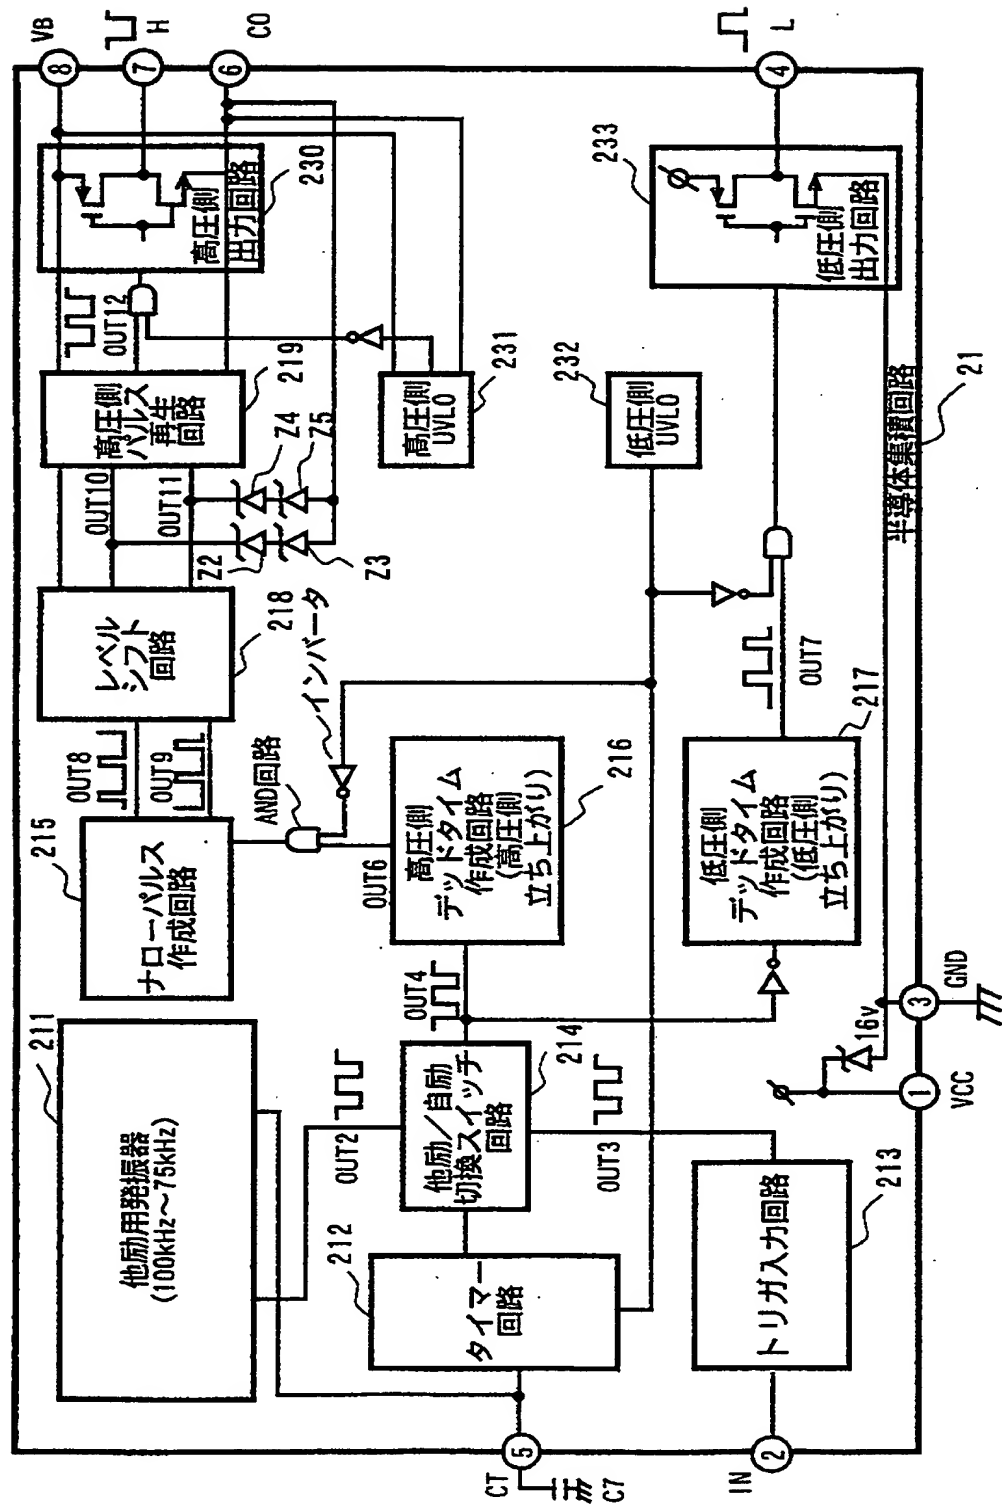 VB
8
H
7
CO
6
L
4
高圧側
出力回路
230
233
低圧側
出力回路
OUT12
高圧側
パルス
再生
回路
219
高圧側
UVLO
231
232
低圧側
UVLO
OUT10
OUT11
Z4
Z5
Z2
Z3
レベル
シフト
回路
218
インバータ
半導体集積回路
21
OUT8
OUT9
AND回路
215
ナローパルス
作成回路
OUT6
高圧側
デッドタイム
作成回路
(高圧側
立ち上がり)
216
OUT7
217
低圧側
デッドタイム
作成回路
(低圧側
立ち上がり)
211
他励用発振器
(100kHz～75kHz)
OUT2
OUT4
他励／自励
切換スイッチ
回路
214
OUT3
212
タイマー
回路
トリガ入力回路
213
16v
3
GND
1
VCC
CT
5
C7
IN
2